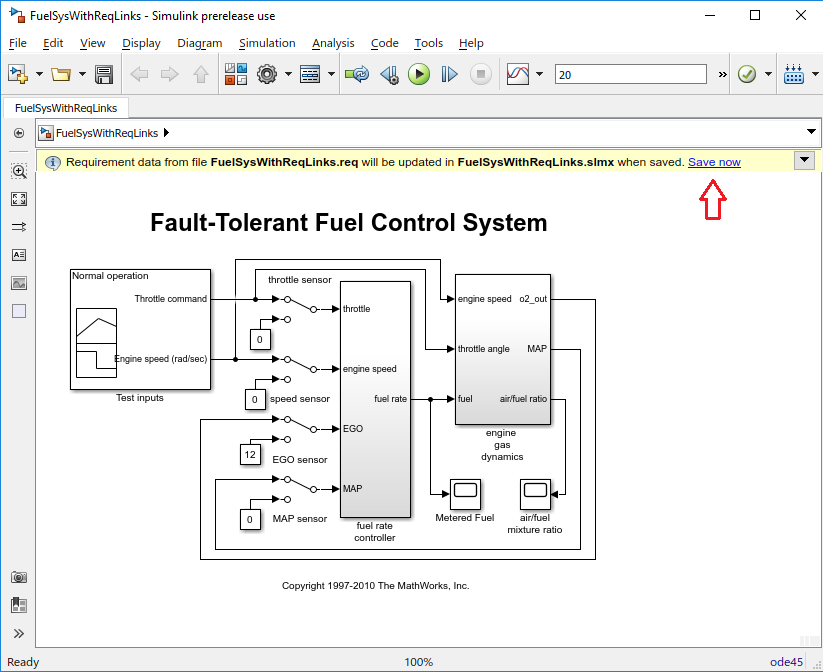 FuelSysWithReqLinks - Simulink prerelease use
File Edit View Display Diagram Simulation Analysis Code Tools Help
20 »
FuelSysWithReqLinks
FuelSysWithReqLinks
Requirement data from file FuelSysWithReqLinks.req will be updated in FuelSysWithReqLinks.slmx when saved. Save now
Fault-Tolerant Fuel Control System
Normal operation
Throttle command
Engine speed (rad/sec)
Test inputs
throttle sensor
0
0
speed sensor
12
EGO sensor
0
MAP sensor
throttle
engine speed
fuel rate
EGO
MAP
fuel rate
controller
engine speed
o2_out
throttle angle
MAP
fuel
air/fuel ratio
engine
gas
dynamics
Metered Fuel
air/fuel
mixture ratio
Copyright 1997-2010 The MathWorks, Inc.
Ready 100% ode45